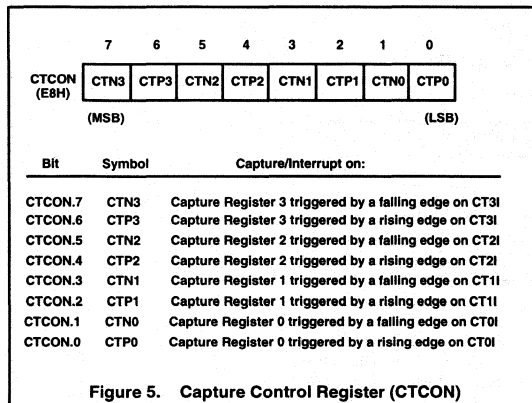 7 6 5 4 3 2 1 0
CTCON (E8H) CTN3 CTP3 CTN2 CTP2 CTN1 CTP1 CTN0 CTP0
(MSB) (LSB)
Bit Symbol Capture/Interrupt on:
CTCON.7 CTN3 Capture Register 3 triggered by a falling edge on CT3I
CTCON.6 CTP3 Capture Register 3 triggered by a rising edge on CT3I
CTCON.5 CTN2 Capture Register 2 triggered by a falling edge on CT2I
CTCON.4 CTP2 Capture Register 2 triggered by a rising edge on CT2I
CTCON.3 CTN1 Capture Register 1 triggered by a falling edge on CT1I
CTCON.2 CTP1 Capture Register 1 triggered by a rising edge on CT1I
CTCON.1 CTN0 Capture Register 0 triggered by a falling edge on CT0I
CTCON.0 CTP0 Capture Register 0 triggered by a rising edge on CT0I
Figure 5. Capture Control Register (CTCON)